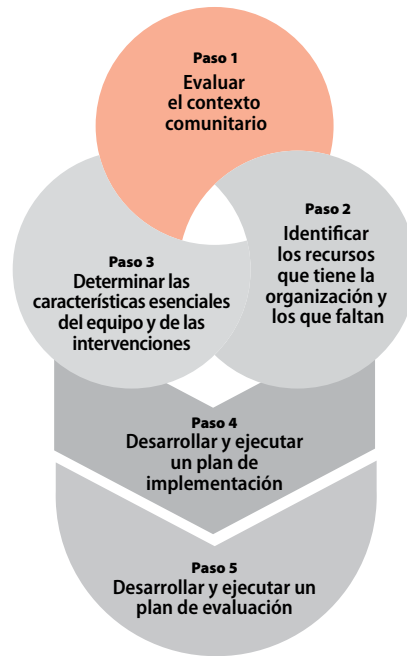 Paso 1
Evaluar
el contexto
comunitario
Paso 2
Identificar
los recursos
que tiene la
organización y
los que faltan
Paso 3
Determinar las
características esenciales
del equipo y de las
intervenciones
Paso 4
Desarrollar y ejecutar
un plan de
implementación
Paso 5
Desarrollar y ejecutar un
plan de evaluación